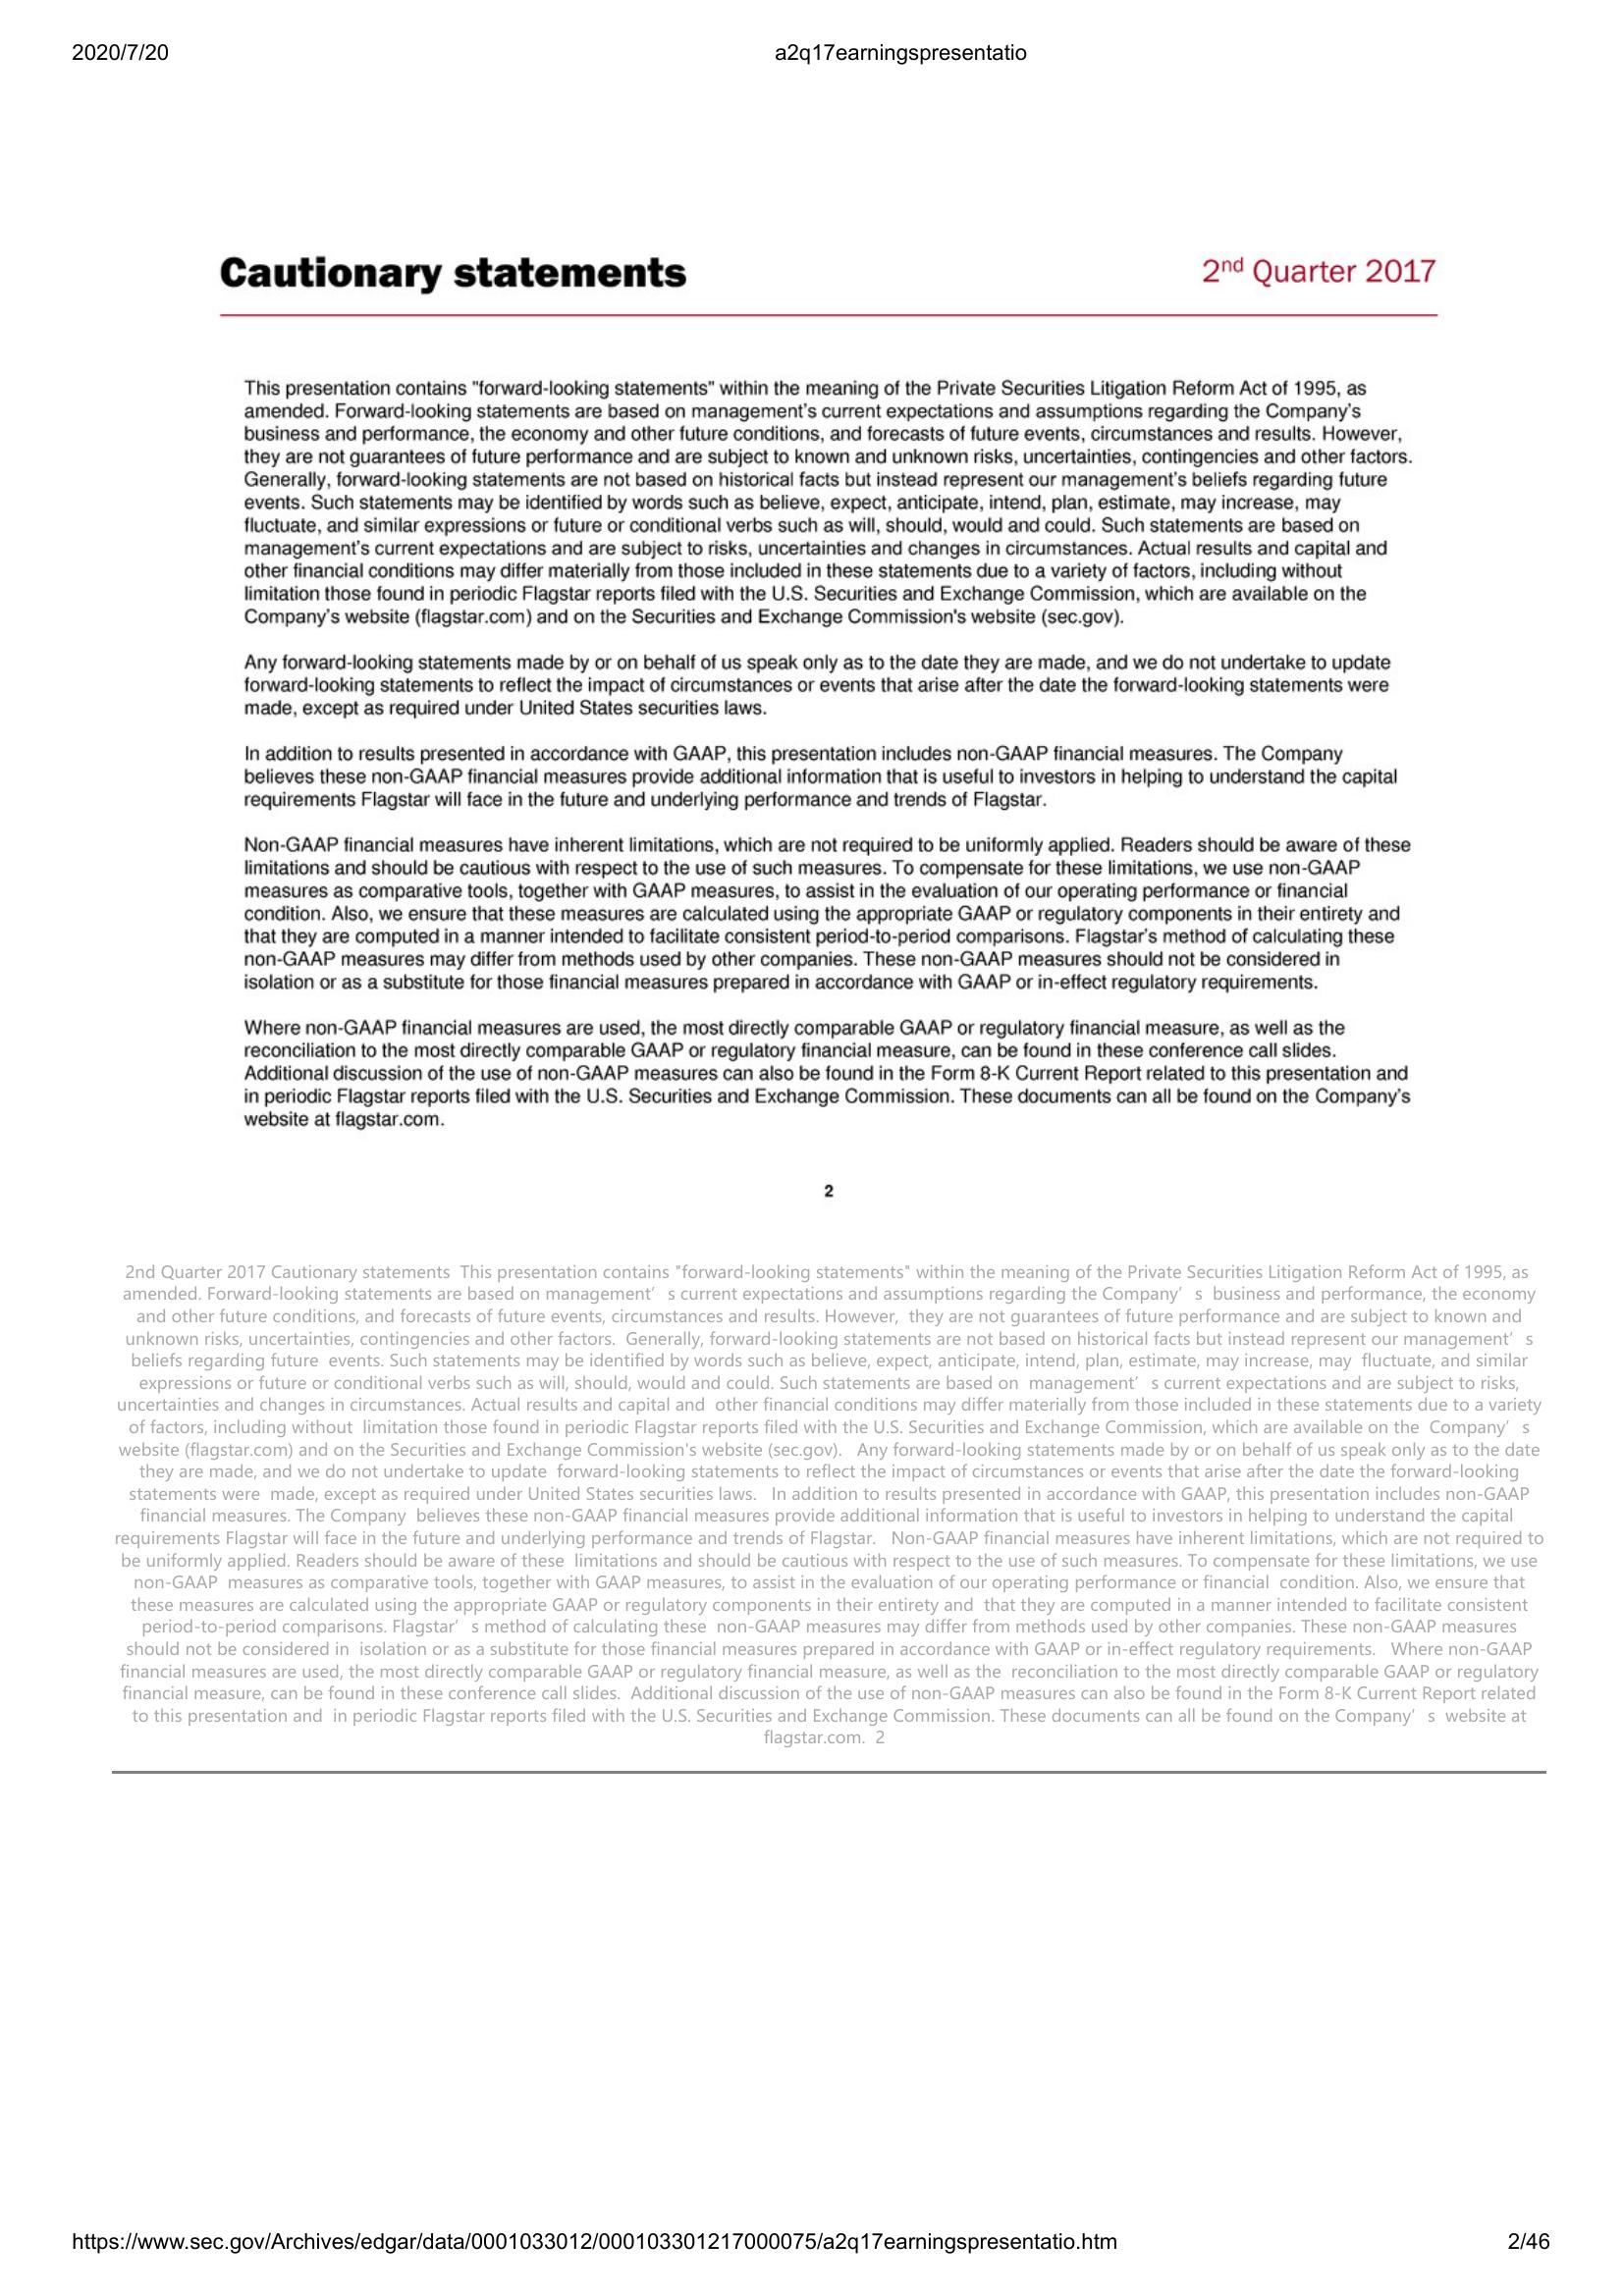 2020/7/20 a2q17earningspresentatio
Cautionary statements 2nd Quarter 2017
This presentation contains "forward-looking statements" within the meaning of the Private Securities Litigation Reform Act of 1995, as
amended. Forward-looking statements are based on management's current expectations and assumptions regarding the Company's
business and performance, the economy and other future conditions, and forecasts of future events, circumstances and results. However,
they are not guarantees of future performance and are subject to known and unknown risks, uncertainties, contingencies and other factors.
Generally, forward-looking statements are not based on historical facts but instead represent our management's beliefs regarding future
events. Such statements may be identified by words such as believe, expect, anticipate, intend, plan, estimate, may increase, may
fluctuate, and similar expressions or future or conditional verbs such as will, should, would and could. Such statements are based on
management's current expectations and are subject to risks, uncertainties and changes in circumstances. Actual results and capital and
other financial conditions may differ materially from those included in these statements due to a variety of factors, including without
limitation those found in periodic Flagstar reports filed with the U.S. Securities and Exchange Commission, which are available on the
Company's website (flagstar.com) and on the Securities and Exchange Commission's website (sec.gov).
Any forward-looking statements made by or on behalf of us speak only as to the date they are made, and we do not undertake to update
forward-looking statements to reflect the impact of circumstances or events that arise after the date the forward-looking statements were
made, except as required under United States securities laws.
In addition to results presented in accordance with GAAP, this presentation includes non-GAAP financial measures. The Company
believes these non-GAAP financial measures provide additional information that is useful to investors in helping to understand the capital
requirements Flagstar will face in the future and underlying performance and trends of Flagstar.
Non-GAAP financial measures have inherent limitations, which are not required to be uniformly applied. Readers should be aware of these
limitations and should be cautious with respect to the use of such measures. To compensate for these limitations, we use non-GAAP
measures as comparative tools, together with GAAP measures, to assist in the evaluation of our operating performance or financial
condition. Also, we ensure that these measures are calculated using the appropriate GAAP or regulatory components in their entirety and
that they are computed in a manner intended to facilitate consistent period-to-period comparisons. Flagstar's method of calculating these
non-GAAP measures may differ from methods used by other companies. These non-GAAP measures should not be considered in
isolation or as a substitute for those financial measures prepared in accordance with GAAP or in-effect regulatory requirements.
Where non-GAAP financial measures are used, the most directly comparable GAAP or regulatory financial measure, as well as the
reconciliation to the most directly comparable GAAP or regulatory financial measure, can be found in these conference call slides.
Additional discussion of the use of non-GAAP measures can also be found in the Form 8-K Current Report related to this presentation and
in periodic Flagstar reports filed with the U.S. Securities and Exchange Commission. These documents can all be found on the Company's
website at flagstar.com.
2
2nd Quarter 2017 Cautionary statements This presentation contains "forward-looking statements" within the meaning of the Private Securities Litigation Reform Act of 1995, as
amended. Forward-looking statements are based on management' s current expectations and assumptions regarding the Company' s business and performance, the economy
and other future conditions, and forecasts of future events, circumstances and results. However, they are not guarantees of future performance and are subject to known and
unknown risks, uncertainties, contingencies and other factors. Generally, forward-looking statements are not based on historical facts but instead represent our management' s
beliefs regarding future events. Such statements may be identified by words such as believe, expect, anticipate, intend, plan, estimate, may increase, may fluctuate, and similar
expressions or future or conditional verbs such as will, should, would and could. Such statements are based on management' s current expectations and are subject to risks,
uncertainties and changes in circumstances. Actual results and capital and other financial conditions may differ materially from those included in these statements due to a variety
of factors, including without limitation those found in periodic Flagstar reports filed with the U.S. Securities and Exchange Commission, which are available on the Company' s
website (flagstar.com) and on the Securities and Exchange Commission's website (sec.gov). Any forward-looking statements made by or on behalf of us speak only as to the date
they are made, and we do not undertake to update forward-looking statements to reflect the impact of circumstances or events that arise after the date the forward-looking
statements were made, except as required under United States securities laws. In addition to results presented in accordance with GAAP, this presentation includes non-GAAP
financial measures. The Company believes these non-GAAP financial measures provide additional information that is useful to investors in helping to understand the capital
requirements Flagstar will face in the future and underlying performance and trends of Flagstar. Non-GAAP financial measures have inherent limitations, which are not required to
be uniformly applied. Readers should be aware of these limitations and should be cautious with respect to the use of such measures. To compensate for these limitations, we use
non-GAAP measures as comparative tools, together with GAAP measures, to assist in the evaluation of our operating performance or financial condition. Also, we ensure that
these measures are calculated using the appropriate GAAP or regulatory components in their entirety and that they are computed in a manner intended to facilitate consistent
period-to-period comparisons. Flagstar' s method of calculating these non-GAAP measures may differ from methods used by other companies. These non-GAAP measures
should not be considered in isolation or as a substitute for those financial measures prepared in accordance with GAAP or in-effect regulatory requirements. Where non-GAAP
financial measures are used, the most directly comparable GAAP or regulatory financial measure, as well as the reconciliation to the most directly comparable GAAP or regulatory
financial measure, can be found in these conference call slides. Additional discussion of the use of non-GAAP measures can also be found in the Form 8-K Current Report related
to this presentation and in periodic Flagstar reports filed with the U.S. Securities and Exchange Commission. These documents can all be found on the Company' s website at
flagstar.com. 2
https://www.sec.gov/Archives/edgar/data/0001033012/000103301217000075/a2q17earningspresentatio.htm 2/46